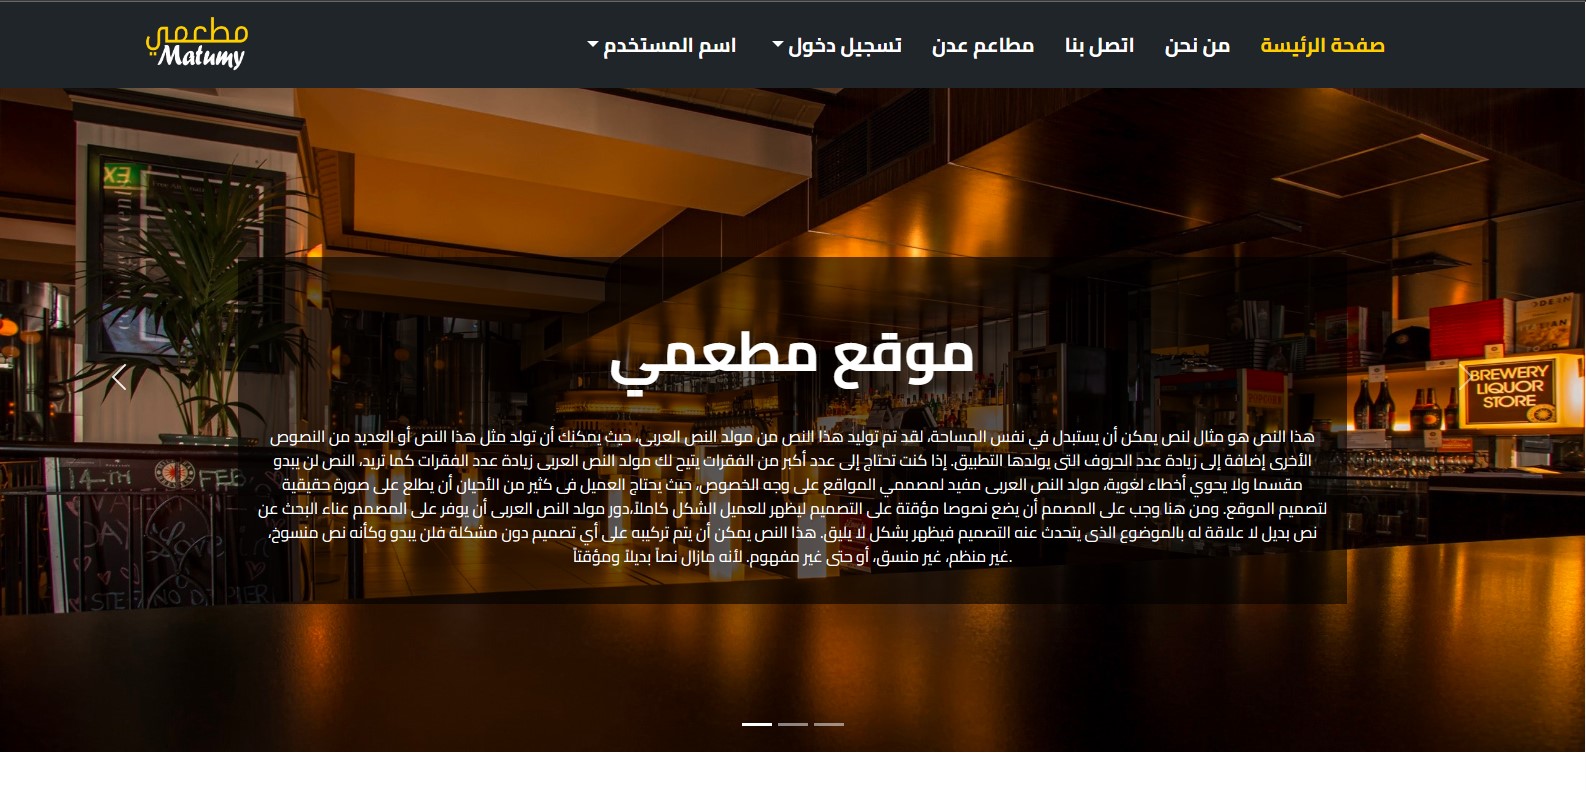 صفحة الرئيسة
من نحن
اتصل بنا
مطاعم عدن
تسجيل دخول
اسم المستخدم
مطعمي
Matumy
EX
موقع مطعمي
هذا النص هو مثال لنص يمكن أن يستبدل في نفس المساحة، لقد تم توليد هذا النص من مولد النص العربى، حيث يمكنك أن تولد مثل هذا النص أو العديد من النصوص
الأخرى إضافة إلى زيادة عدد الحروف التى يولدها التطبيق. إذا كنت تحتاج إلى عدد أكبر من الفقرات يتيح لك مولد النص العربى زيادة عدد الفقرات كما تريد، النص لن يبدو
مقسما ولا يحوي أخطاء لغوية، مولد النص العربى مفيد لمصممي المواقع على وجه الخصوص، حيث يحتاج العميل فى كثير من الأحيان أن يطلع على صورة حقيقية
لتصميم الموقع. ومن هنا وجب على المصمم أن يضع نصوصا مؤقتة على التصميم ليظهر للعميل الشكل كاملاً،دور مولد النص العربى أن يوفر على المصمم عناء البحث عن
نص بديل لا علاقة له بالموضوع الذى يتحدث عنه التصميم فيظهر بشكل لا يليق. هذا النص يمكن أن يتم تركيبه على أي تصميم دون مشكلة فلن يبدو وكأنه نص منسوخ،
.غير منظم، غير منسق، أو حتى غير مفهوم. لأنه مازال نصاً بديلاً ومؤقتاً
BREWERY
LIQUOR
STORE
POPCORN
14-TH
FEE
Love